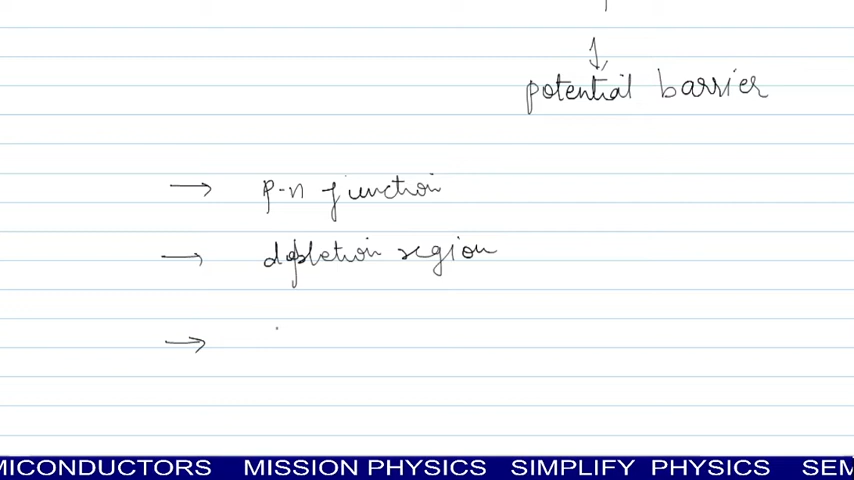 potential barrier
→ p-n junction
→ depletion region
→
MICONDUCTORS MISSION PHYSICS SIMPLIFY PHYSICS SEM